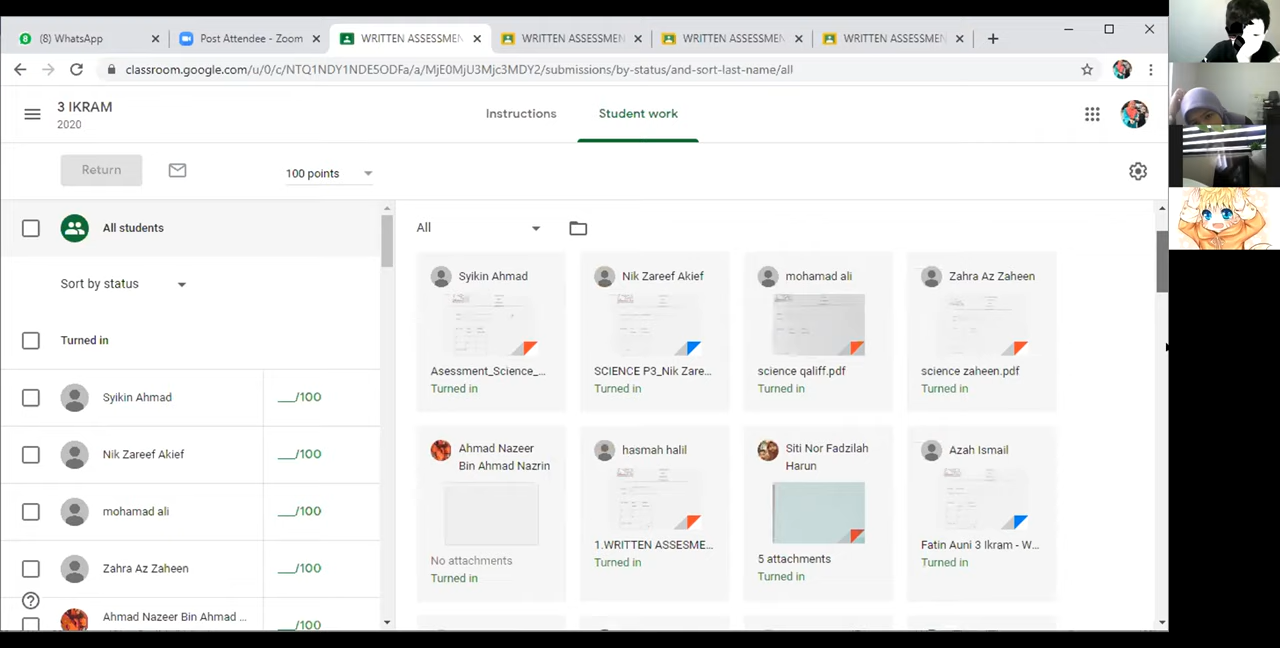 (8) WhatsApp
Post Attendee - Zoom
WRITTEN ASSESSMEN
WRITTEN ASSESSMEN
WRITTEN ASSESSMEN
WRITTEN ASSESSMEN
classroom.google.com/u/0/c/NTQ1NDY1NDE5ODFa/a/MjE0MjU3Mjc3MDY2/submissions/by-status/and-sort-last-name/all
3 IKRAM
2020
Instructions
Student work
Return
100 points
All students
Sort by status
Turned in
Syikin Ahmad
__/100
Nik Zareef Akief
__/100
mohamad ali
__/100
Zahra Az Zaheen
__/100
Ahmad Nazeer Bin Ahmad ...
__/100
All
Syikin Ahmad
Asessment_Science_...
Turned in
Nik Zareef Akief
SCIENCE P3_Nik Zare...
Turned in
mohamad ali
science qaliff.pdf
Turned in
Zahra Az Zaheen
science zaheen.pdf
Turned in
Ahmad Nazeer
Bin Ahmad Nazrin
No attachments
Turned in
hasmah halil
1.WRITTEN ASSESME...
Turned in
Siti Nor Fadzilah
Harun
5 attachments
Turned in
Azah Ismail
Fatin Auni 3 Ikram - W...
Turned in